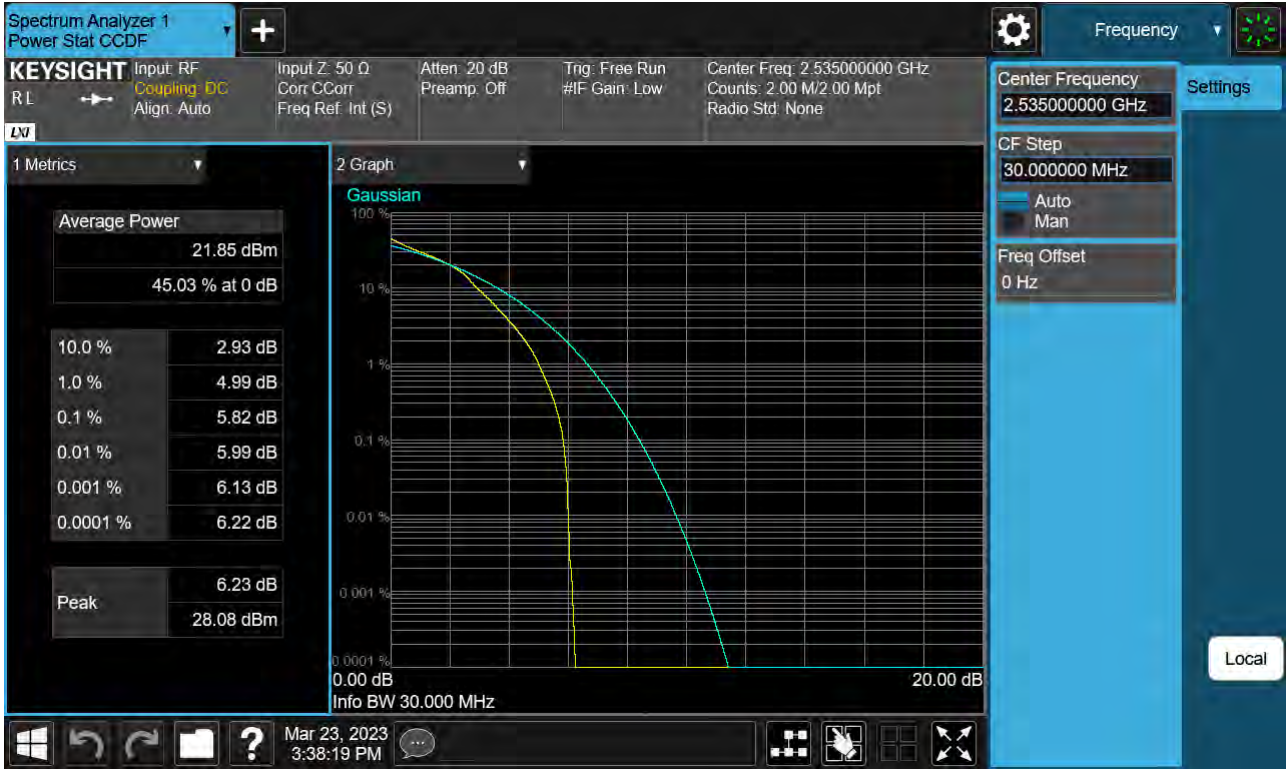 Spectrum Analyzer 1
Power Stat CCDF
+
Frequency
KEYSIGHT
RL
LXI
Input: RF
Coupling: DC
Align: Auto
Input Z: 50 Ω
Corr CCorr
Freq Ref: Int (S)
Atten: 20 dB
Preamp: Off
Trig: Free Run
#IF Gain: Low
Center Freq: 2.535000000 GHz
Counts: 2.00 M/2.00 Mpt
Radio Std: None
Center Frequency
2.535000000 GHz
Settings
CF Step
30.000000 MHz
Auto
Man
Freq Offset
0 Hz
1 Metrics
Average Power
21.85 dBm
45.03 % at 0 dB
10.0 % 2.93 dB
1.0 % 4.99 dB
0.1 % 5.82 dB
0.01 % 5.99 dB
0.001 % 6.13 dB
0.0001 % 6.22 dB
Peak
6.23 dB
28.08 dBm
2 Graph
Gaussian
100 %
10 %
1 %
0.1 %
0.01 %
0.001 %
0.0001 %
0.00 dB 20.00 dB
Info BW 30.000 MHz
Local
?
Mar 23, 2023
3:38:19 PM